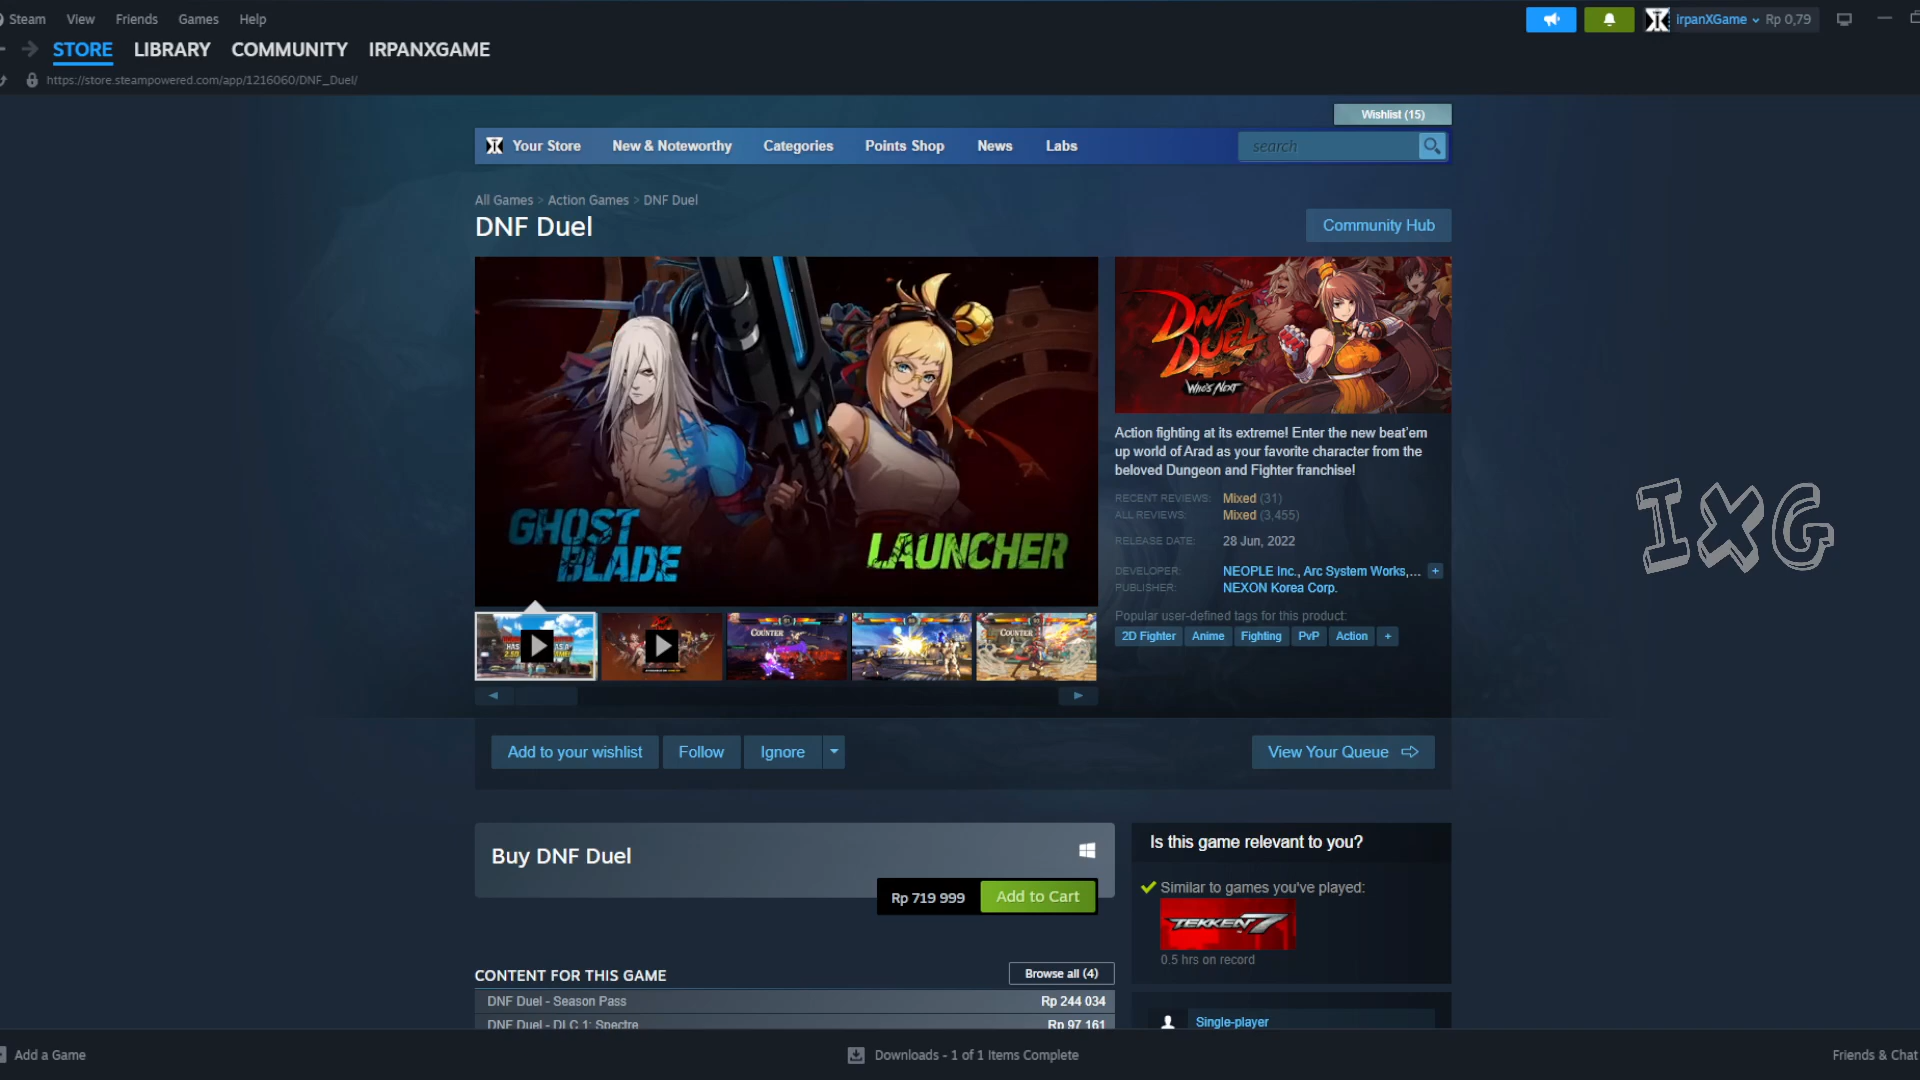 Steam View Friends Games Help
irpanXGame Rp 0,79
STORE LIBRARY COMMUNITY IRPANXGAME
https://store.steampowered.com/app/1216060/DNF_Duel/
Wishlist (15)
Your Store New & Noteworthy Categories Points Shop News Labs
search
All Games > Action Games > DNF Duel
DNF Duel
Community Hub
GHOST
BLADE
LAUNCHER
DNF
DUEL
WHO'S NEXT
Action fighting at its extreme! Enter the new beat'em
up world of Arad as your favorite character from the
beloved Dungeon and Fighter franchise!
RECENT REVIEWS: Mixed (31)
ALL REVIEWS: Mixed (3,455)
RELEASE DATE: 28 Jun, 2022
DEVELOPER: NEOPLE Inc., Arc System Works,... +
PUBLISHER: NEXON Korea Corp.
Popular user-defined tags for this product:
2D Fighter Anime Fighting PvP Action +
IXG
COUNTER
COUNTER
Add to your wishlist Follow Ignore
View Your Queue
Buy DNF Duel
Rp 719 999 Add to Cart
Is this game relevant to you?
Similar to games you've played:
TEKKEN 7
0.5 hrs on record
CONTENT FOR THIS GAME Browse all (4)
DNF Duel - Season Pass Rp 244 034
DNF Duel - DLC 1: Spectre Rp 97 161
Single-player
Add a Game
Downloads - 1 of 1 Items Complete
Friends & Chat